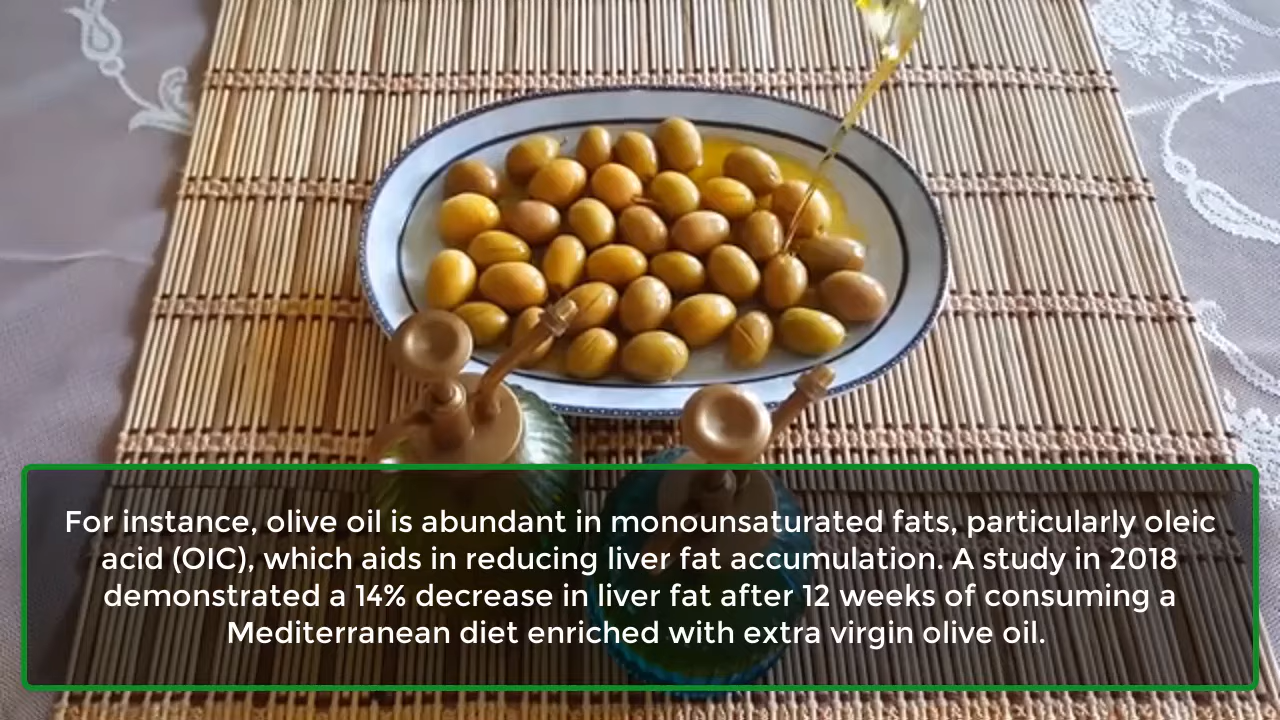 For instance, olive oil is abundant in monounsaturated fats, particularly oleic
acid (OIC), which aids in reducing liver fat accumulation. A study in 2018
demonstrated a 14% decrease in liver fat after 12 weeks of consuming a
Mediterranean diet enriched with extra virgin olive oil.